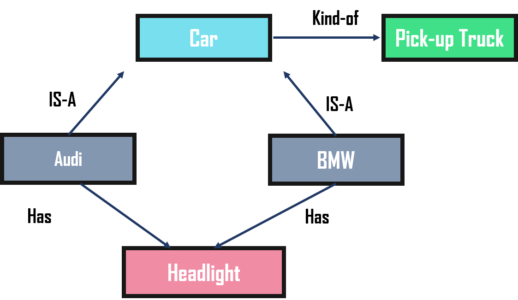 Kind-of
Car
Pick-up Truck
IS-A
IS-A
Audi
BMW
Has
Has
Headlight